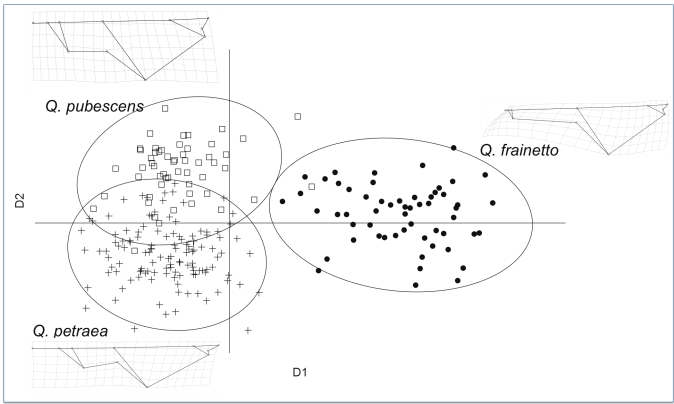 Q. pubescens
Q. frainetto
D2
Q. petraea
D1